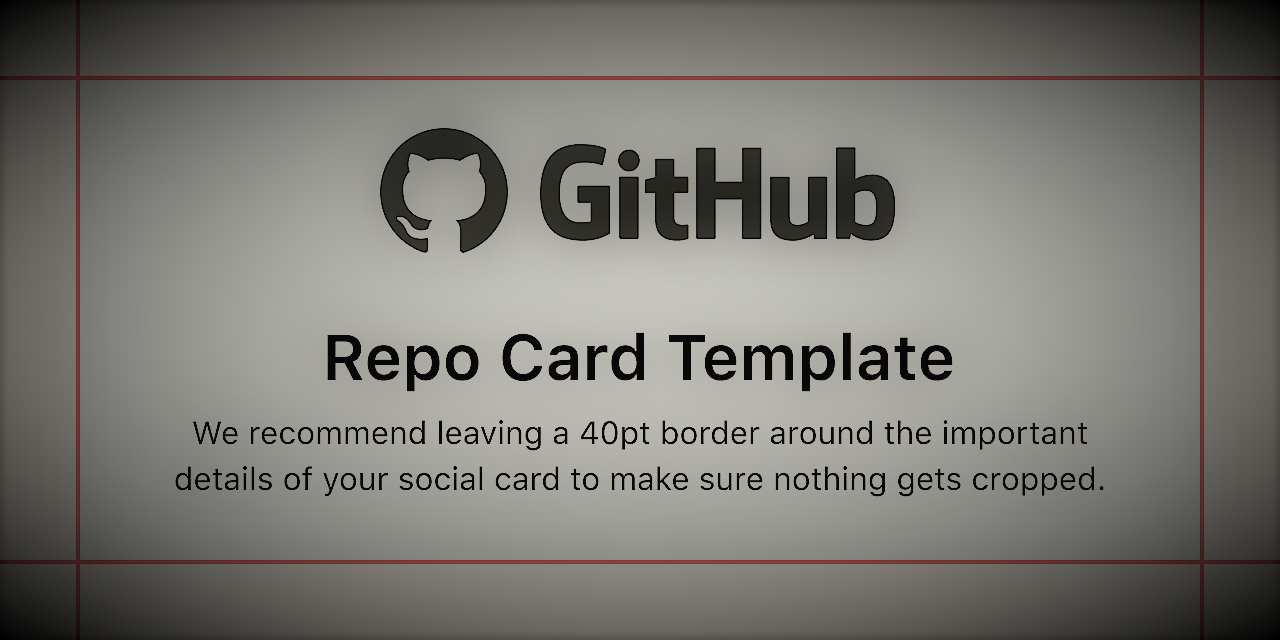 GitHub
Repo Card Template
We recommend leaving a 40pt border around the important
details of your social card to make sure nothing gets cropped.